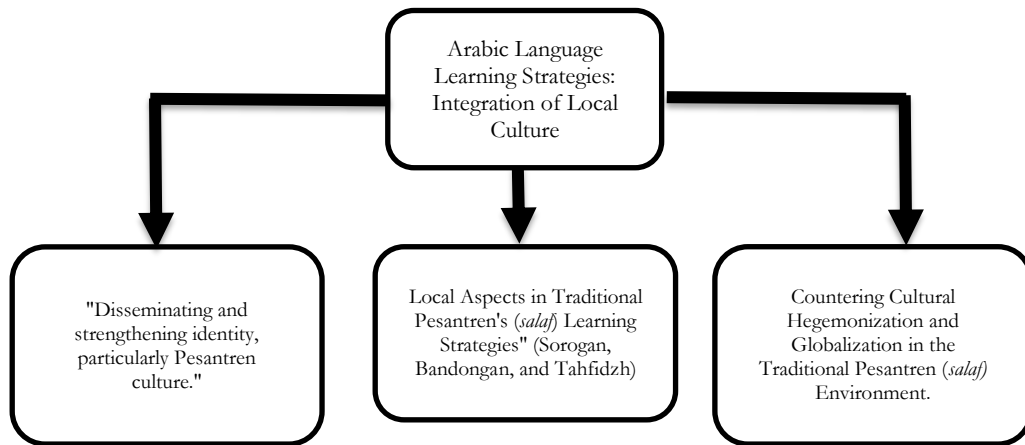 Arabic Language
Learning Strategies:
Integration of Local
Culture
"Disseminating and
strengthening identity,
particularly Pesantren
culture."
Local Aspects in Traditional
Pesantren's (salaf) Learning
Strategies" (Sorogan,
Bandongan, and Tahfidzh)
Countering Cultural
Hegemonization and
Globalization in the
Traditional Pesantren (salaf)
Environment.